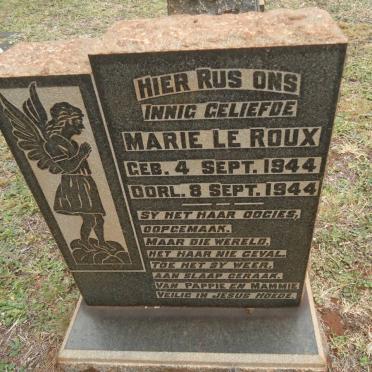 HIER RUS ONS
INNIG GELIEFDE
MARIE LE ROUX
GEB. 4 SEPT. 1944
OORL. 8 SEPT. 1944
SY HET HAAR OOGIES,
OOPGEMAAK.
MAAR DIE WERELD,
HET HAAR NIE GEVAL.
TOE HET SY WEER,
AAN SLAAP GERAAK.
VAN PAPPIE EN MAMMIE
VEILIG IN JESUS HOEDE.